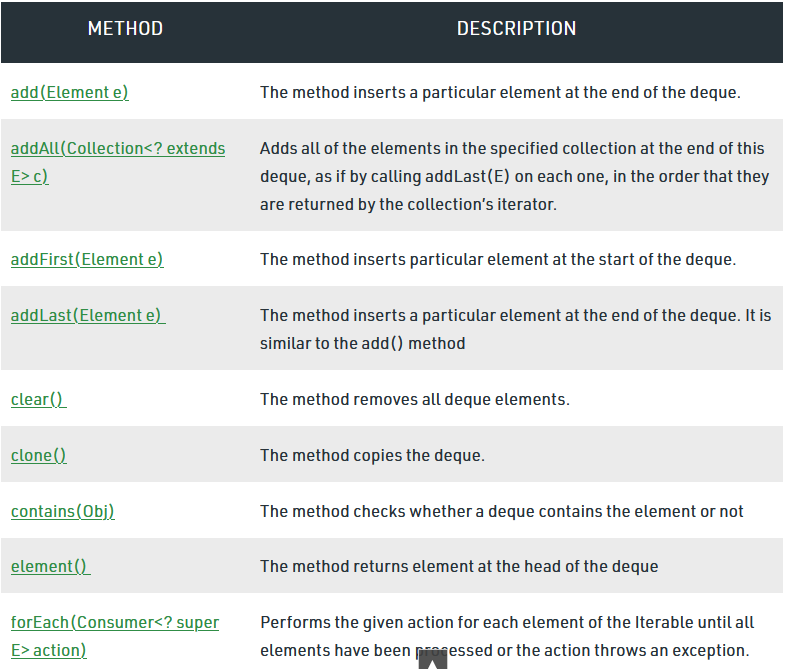 METHOD DESCRIPTION
add(Element e) The method inserts a particular element at the end of the deque.
addAll(Collection<? extends E> c) Adds all of the elements in the specified collection at the end of this
deque, as if by calling addLast(E) on each one, in the order that they
are returned by the collection’s iterator.
addFirst(Element e) The method inserts particular element at the start of the deque.
addLast(Element e) The method inserts a particular element at the end of the deque. It is
similar to the add() method
clear() The method removes all deque elements.
clone() The method copies the deque.
contains(Obj) The method checks whether a deque contains the element or not
element() The method returns element at the head of the deque
forEach(Consumer<? super E> action) Performs the given action for each element of the Iterable until all
elements have been processed or the action throws an exception.